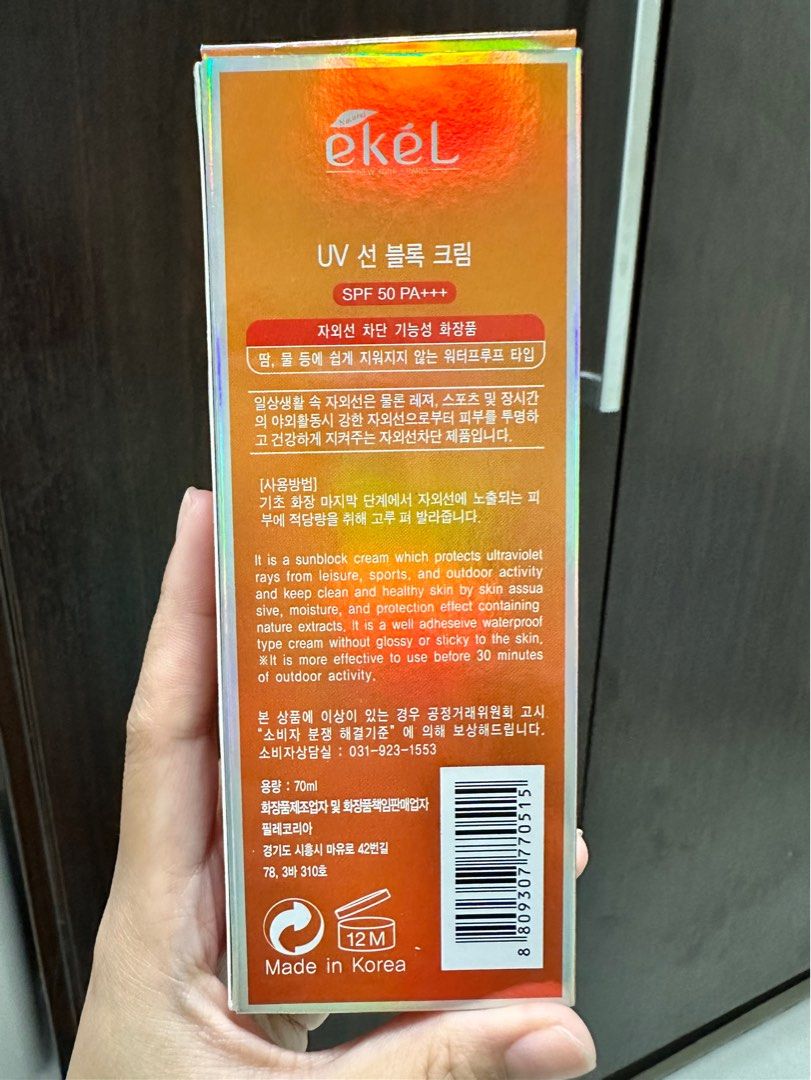 Natural
ekeL
UV 선 블록 크림
SPF 50 PA+++
자외선 차단 기능성 화장품
땀, 물 등에 쉽게 지워지지 않는 워터프루프 타입
일상생활 속 자외선은 물론 레져, 스포츠 및 장시간
의 야외활동시 강한 자외선으로부터 피부를 투명하
고 건강하게 지켜주는 자외선차단 제품입니다.
[사용방법]
기초 화장 마지막 단계에서 자외선에 노출되는 피
부에 적당량을 취해 고루 펴 발라줍니다.
It is a sunblock cream which protects ultraviolet
rays from leisure, sports, and outdoor activity
and keep clean and healthy skin by skin assua
sive, moisture, and protection effect containing
nature extracts. It is a well adheseive waterproof
type cream without glossy or sticky to the skin.
※It is more effective to use before 30 minutes
of outdoor activity.
본 상품에 이상이 있는 경우 공정거래위원회 고시
"소비자 분쟁 해결기준" 에 의해 보상해드립니다.
소비자상담실 : 031-923-1553
용량 : 70ml
화장품제조업자 및 화장품책임판매업자
필레코리아
경기도 시흥시 마유로 42번길
78, 3바 310호
12M
Made in Korea
8 809307 770515